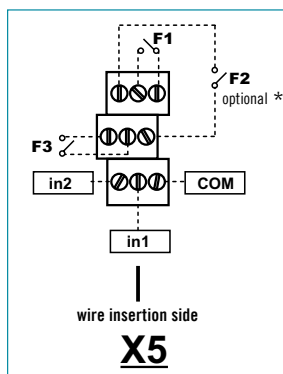 F1
F2
optional *
F3
in2
COM
in1
wire insertion side
X5